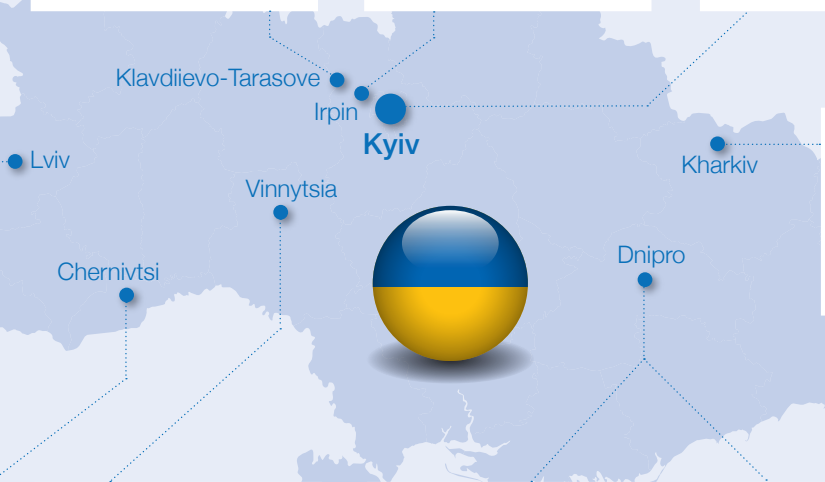 Klavdiievo-Tarasove
Irpin
Kyiv
Lviv
Kharkiv
Vinnytsia
Dnipro
Chernivtsi